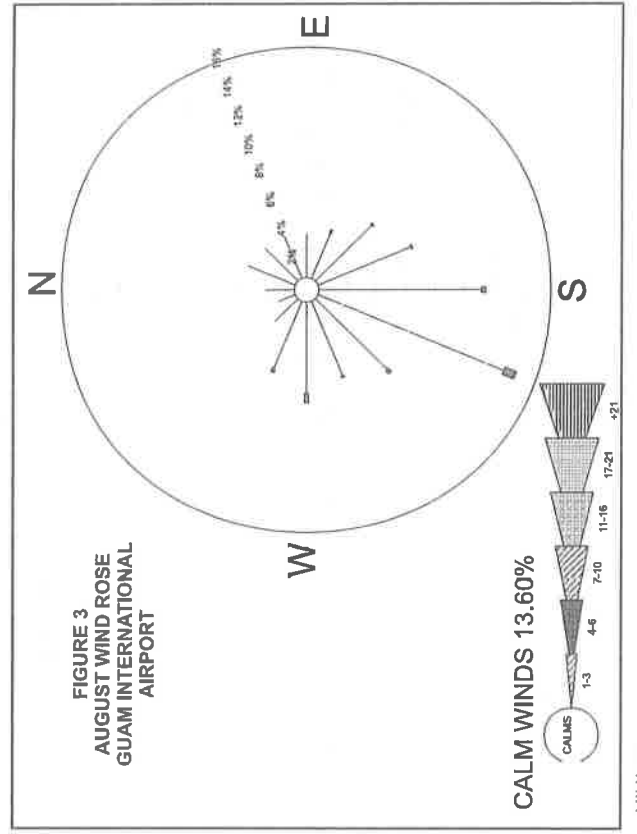 FIGURE 3
AUGUST WIND ROSE
GUAM INTERNATIONAL
AIRPORT
N
E
S
W
2%
4%
6%
8%
10%
12%
14%
16%
CALM WINDS 13.60%
CALMS
1-3
4-6
7-10
11-16
17-21
+21